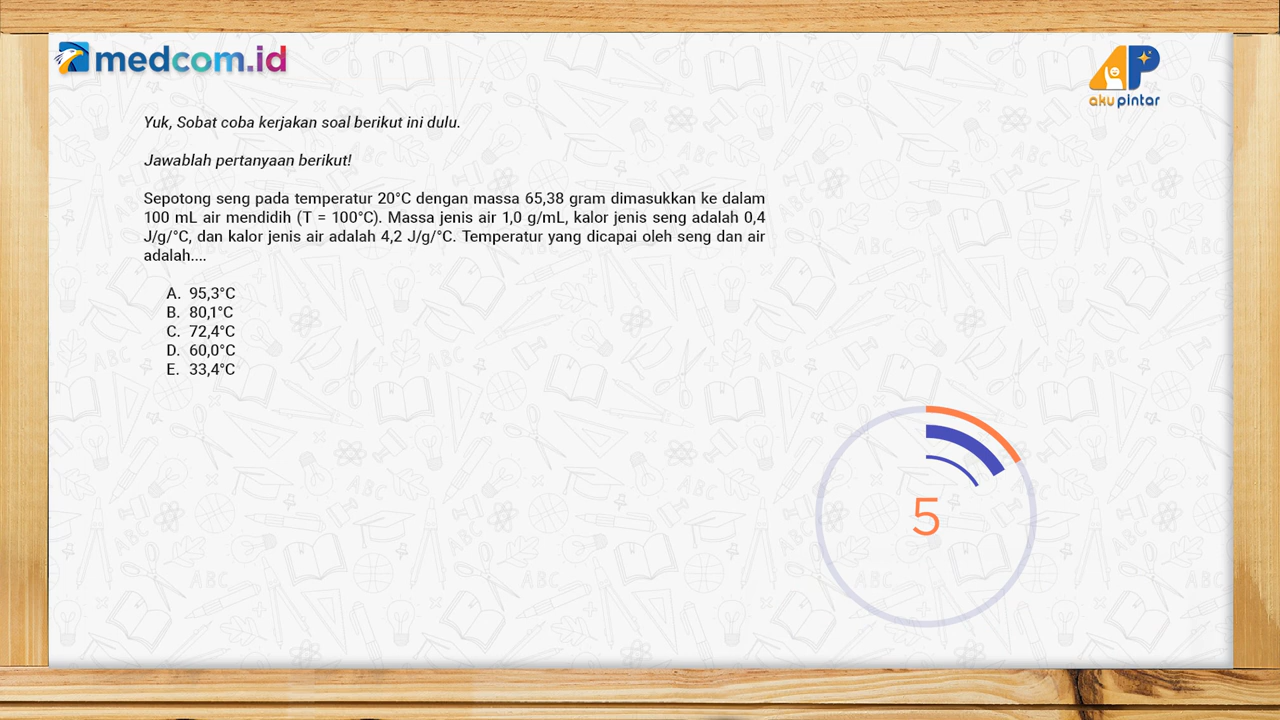 medcom.id
AP
aku pintar
Yuk, Sobat coba kerjakan soal berikut ini dulu.
Jawablah pertanyaan berikut!
Sepotong seng pada temperatur 20°C dengan massa 65,38 gram dimasukkan ke dalam
100 mL air mendidih (T = 100°C). Massa jenis air 1,0 g/mL, kalor jenis seng adalah 0,4
J/g/°C, dan kalor jenis air adalah 4,2 J/g/°C. Temperatur yang dicapai oleh seng dan air
adalah....
A. 95,3°C
B. 80,1°C
C. 72,4°C
D. 60,0°C
E. 33,4°C
5